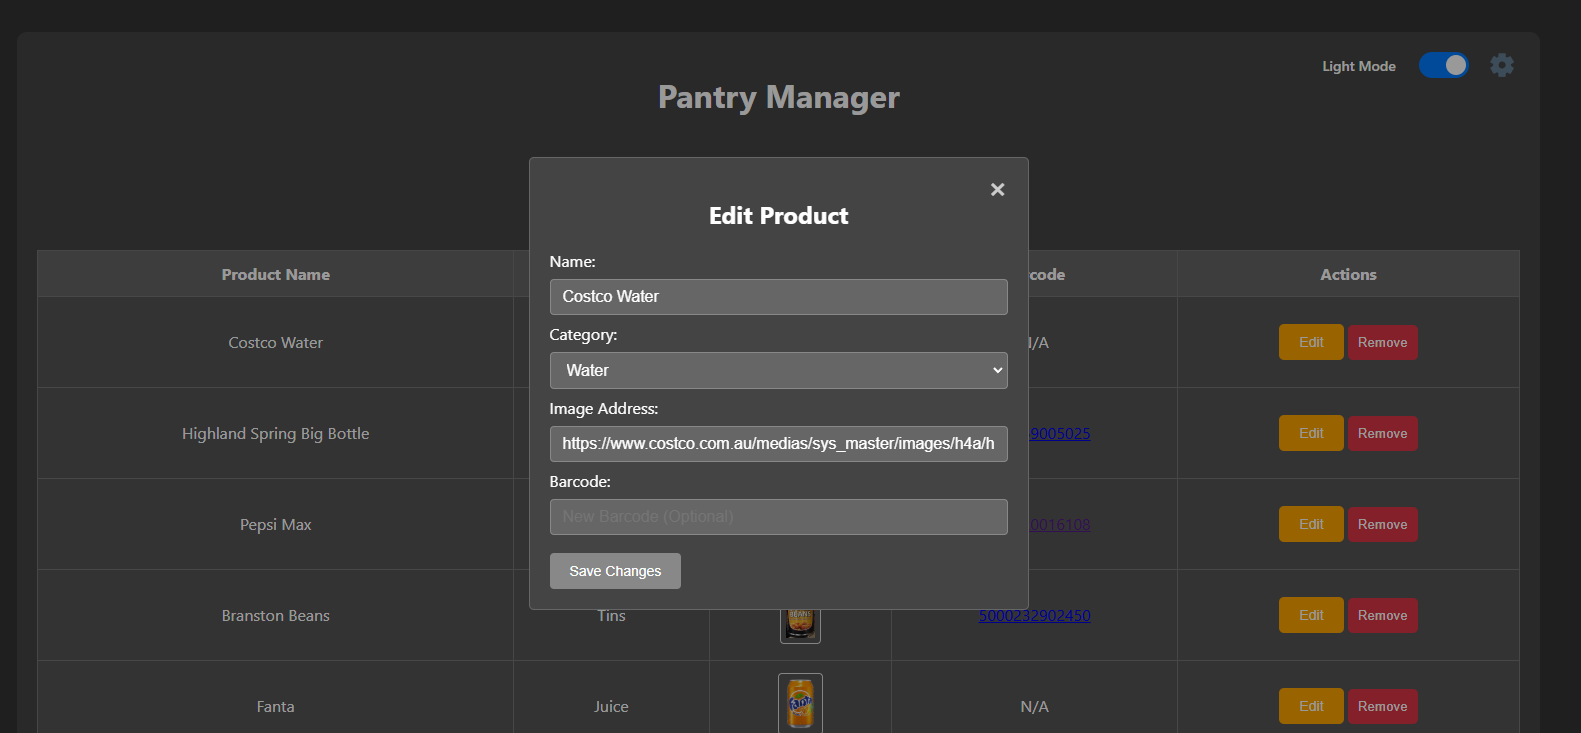 Light Mode
Pantry Manager
×
Edit Product
Name:
Costco Water
Category:
Water
Image Address:
https://www.costco.com.au/medias/sys_master/images/h4a/h
Barcode:
New Barcode (Optional)
Save Changes
Product Name code Actions
Costco Water /A Edit Remove
Highland Spring Big Bottle 9005025 Edit Remove
Pepsi Max 0016108 Edit Remove
Branston Beans Tins BEANS 5000232902450 Edit Remove
Fanta Juice Fanta N/A Edit Remove